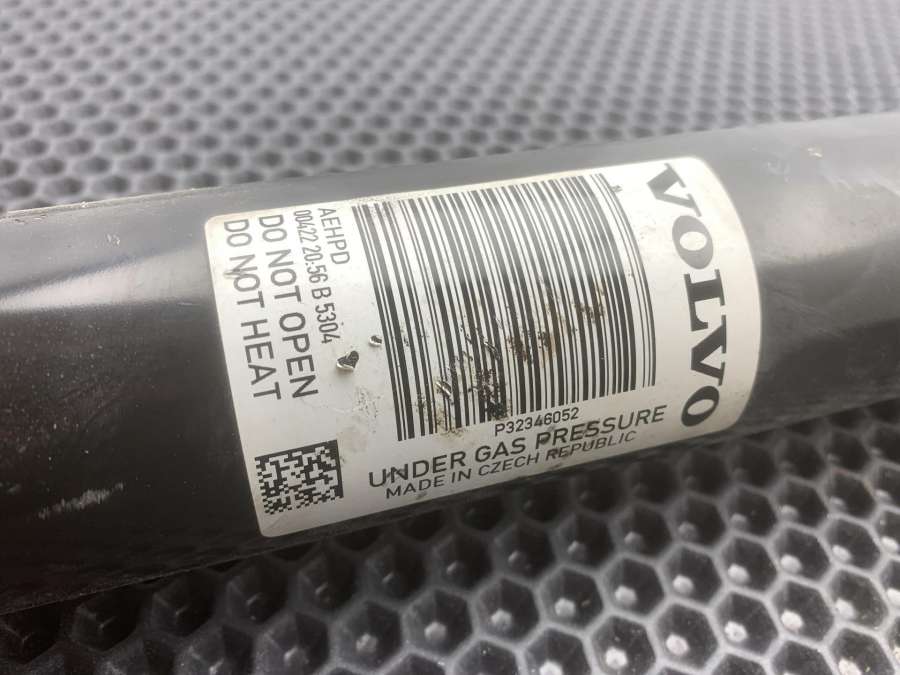 VOLVO
P32346052
UNDER GAS PRESSURE
MADE IN CZECH REPUBLIC
AEHPD
00422 20-56 B 5304
DO NOT OPEN
DO NOT HEAT